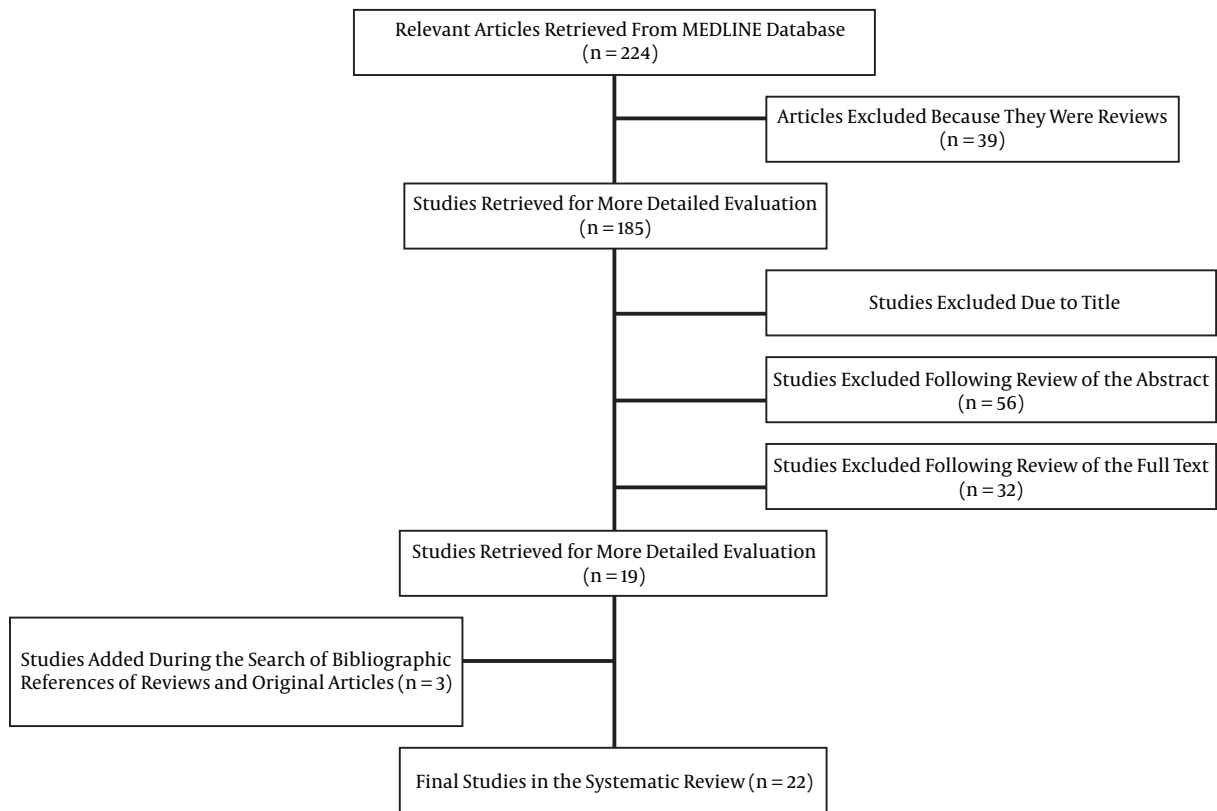 Relevant Articles Retrieved From MEDLINE Database
(n = 224)
Articles Excluded Because They Were Reviews
(n = 39)
Studies Retrieved for More Detailed Evaluation
(n = 185)
Studies Excluded Due to Title
Studies Excluded Following Review of the Abstract
(n = 56)
Studies Excluded Following Review of the Full Text
(n = 32)
Studies Retrieved for More Detailed Evaluation
(n = 19)
Studies Added During the Search of Bibliographic
References of Reviews and Original Articles (n = 3)
Final Studies in the Systematic Review (n = 22)